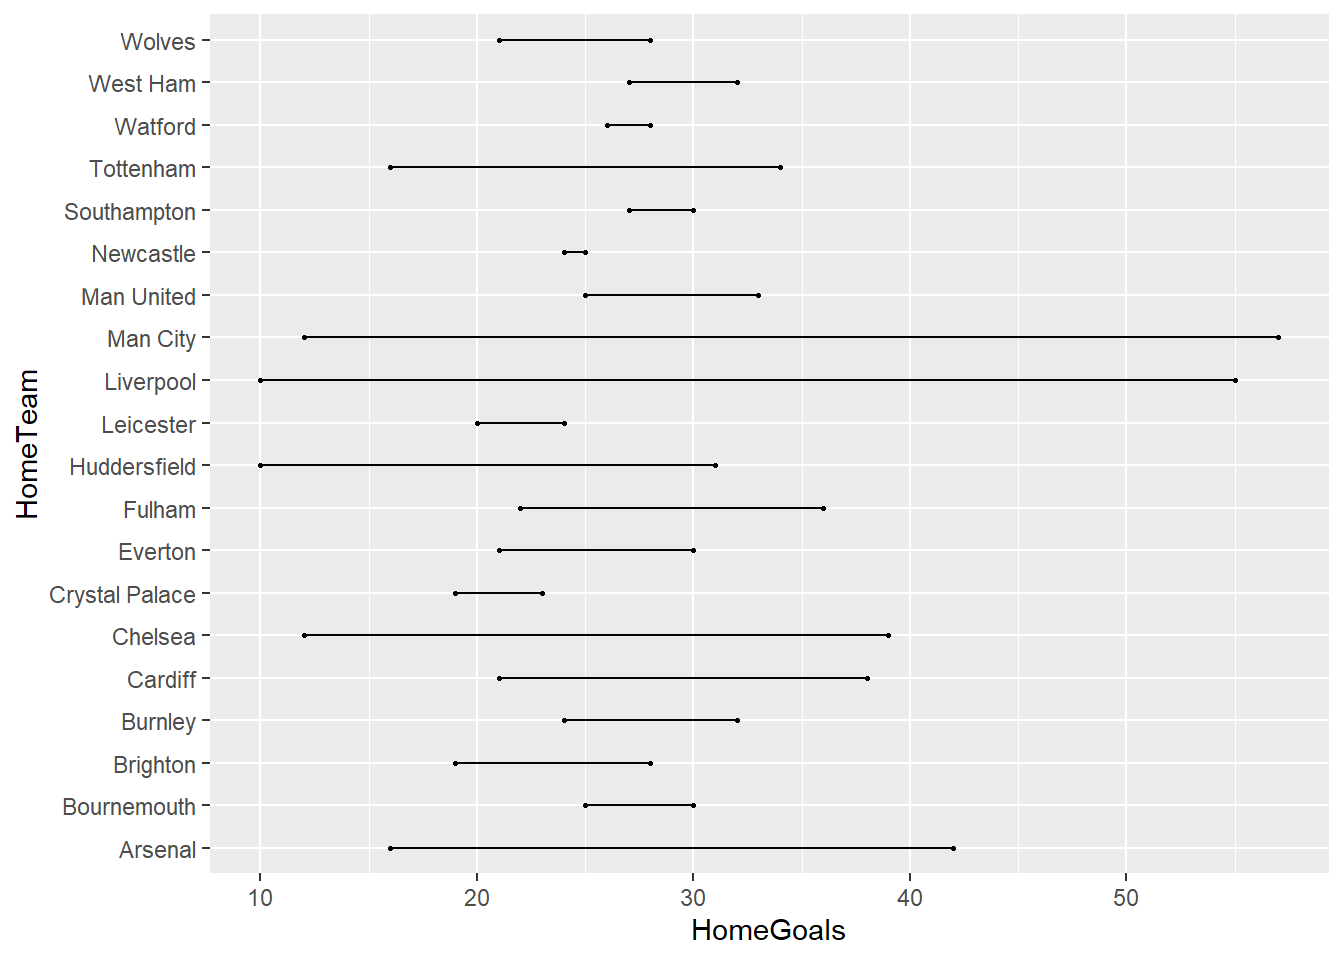 Wolves
West Ham
Watford
Tottenham
Southampton
Newcastle
Man United
Man City
Liverpool
Leicester
Huddersfield
Fulham
Everton
Crystal Palace
Chelsea
Cardiff
Burnley
Brighton
Bournemouth
Arsenal
HomeTeam
10 20 30 40 50
HomeGoals